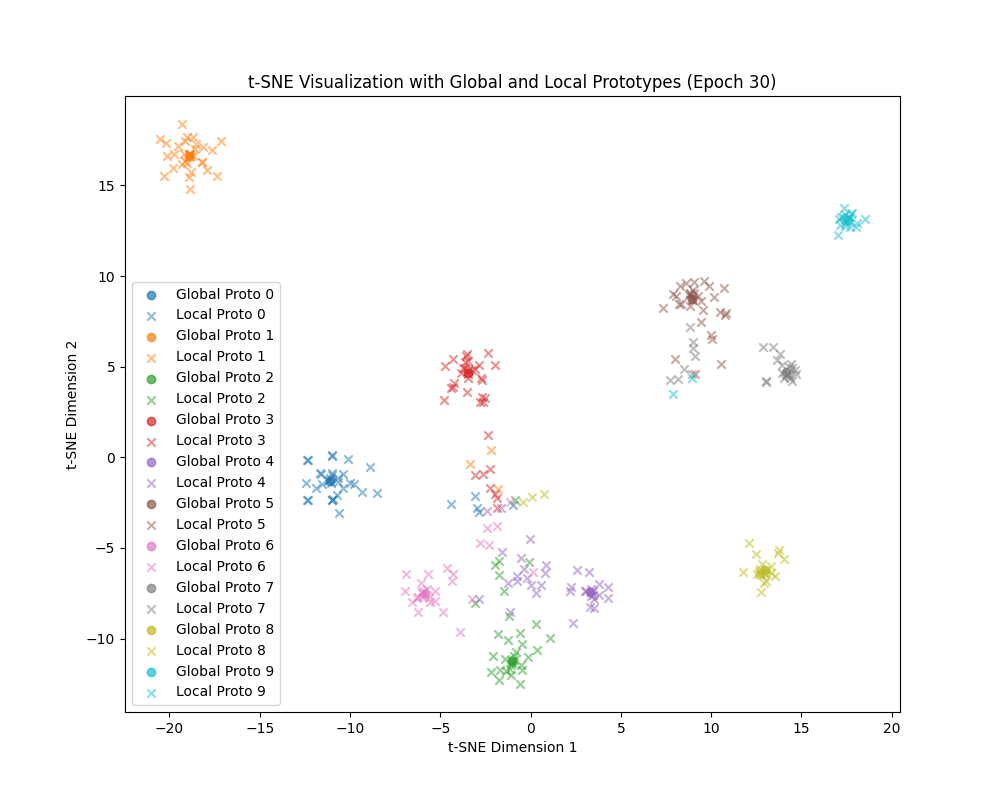 t-SNE Visualization with Global and Local Prototypes (Epoch 30)
15
10
5
0
−5
−10
t-SNE Dimension 2
Global Proto 0
Local Proto 0
Global Proto 1
Local Proto 1
Global Proto 2
Local Proto 2
Global Proto 3
Local Proto 3
Global Proto 4
Local Proto 4
Global Proto 5
Local Proto 5
Global Proto 6
Local Proto 6
Global Proto 7
Local Proto 7
Global Proto 8
Local Proto 8
Global Proto 9
Local Proto 9
−20 −15 −10 −5 0 5 10 15 20
t-SNE Dimension 1